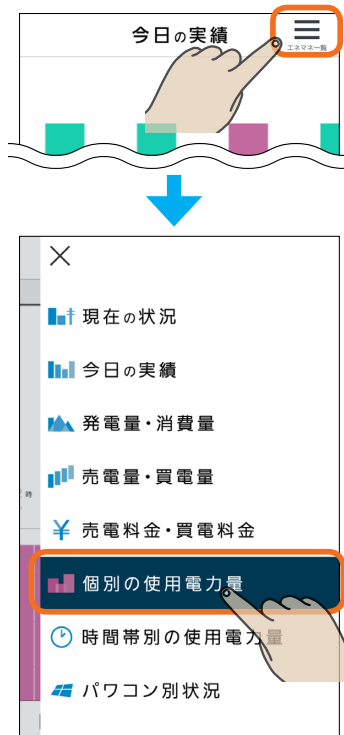 今日の実績
エネマネ一覧
現在の状況
今日の実績
発電量・消費量
売電量・買電量
時
¥ 売電料金・買電料金
個別の使用電力量
時間帯別の使用電力量
パワコン別状況